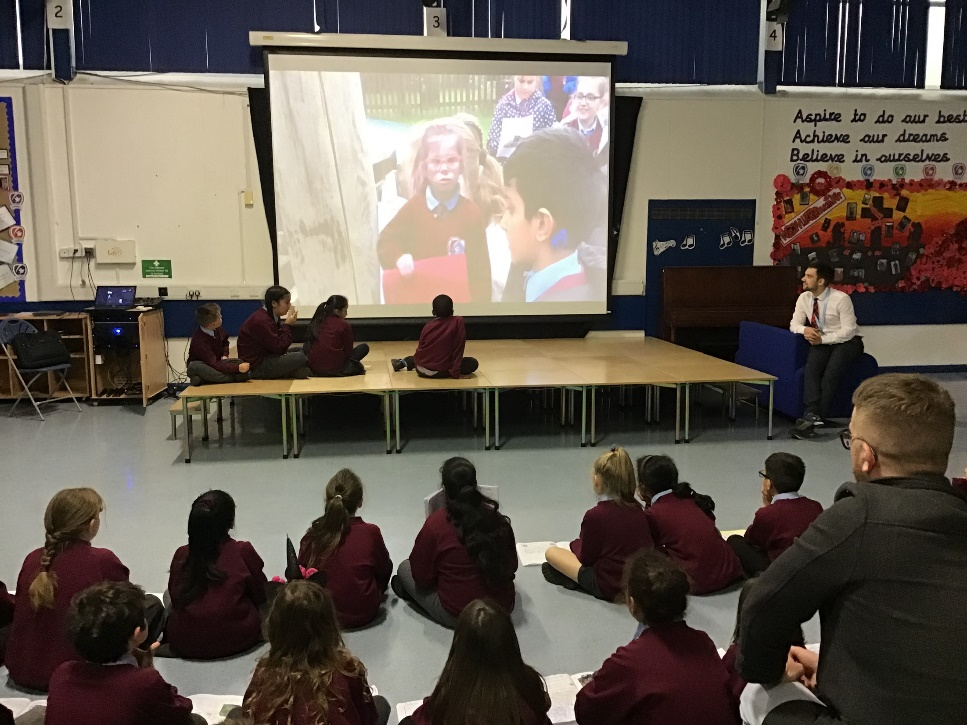 2
3
4
Aspire to do our best
Achieve our dreams
Believe in ourselves